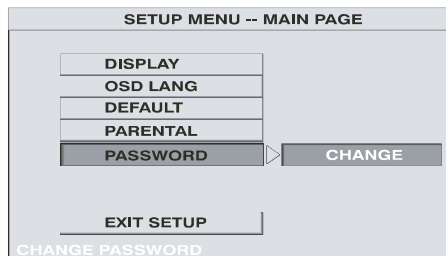 SETUP MENU -- MAIN PAGE
DISPLAY
OSD LANG
DEFAULT
PARENTAL
PASSWORD CHANGE
EXIT SETUP
CHANGE PASSWORD